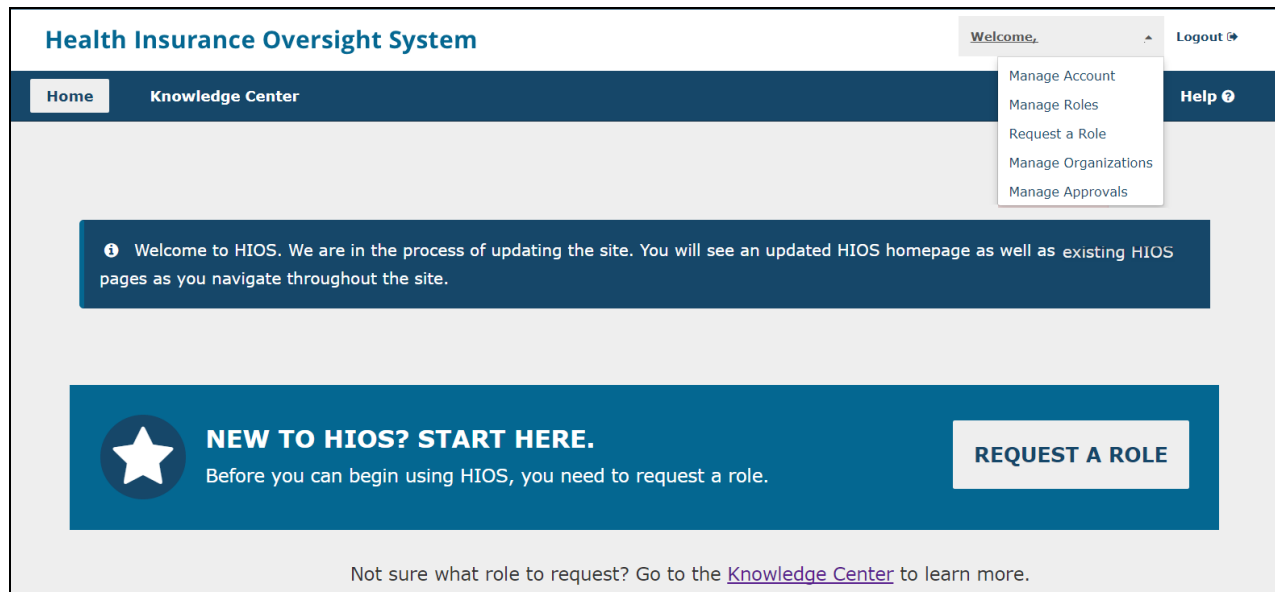 Health Insurance Oversight System
Welcome,
Logout
Home
Knowledge Center
Help
Manage Account
Manage Roles
Request a Role
Manage Organizations
Manage Approvals
Welcome to HIOS. We are in the process of updating the site. You will see an updated HIOS homepage as well as existing HIOS
pages as you navigate throughout the site.
NEW TO HIOS? START HERE.
Before you can begin using HIOS, you need to request a role.
REQUEST A ROLE
Not sure what role to request? Go to the Knowledge Center to learn more.